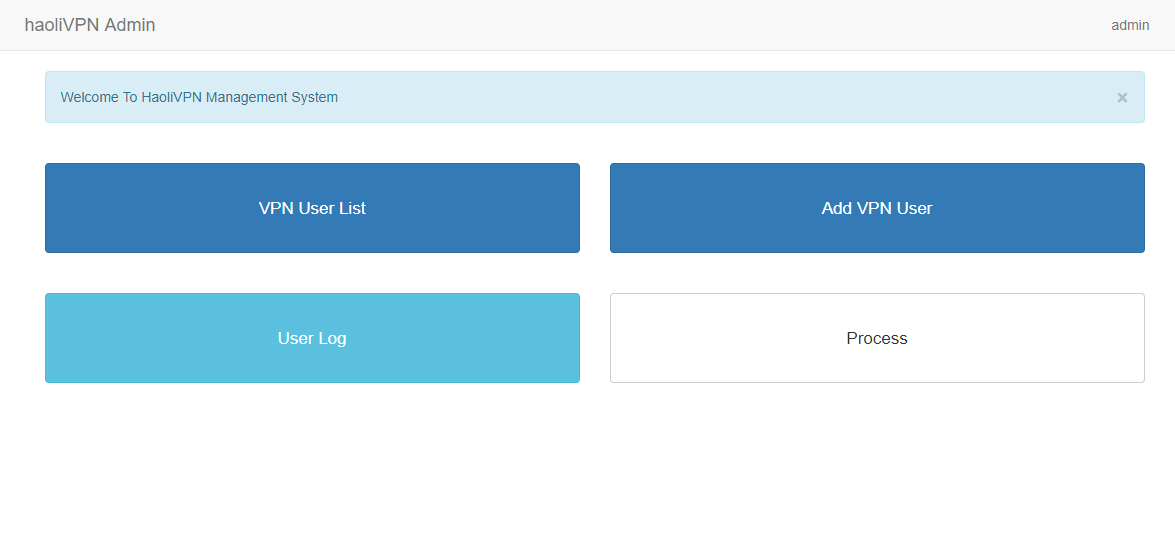 haoliVPN Admin
admin
Welcome To HaoliVPN Management System
×
VPN User List
Add VPN User
User Log
Process